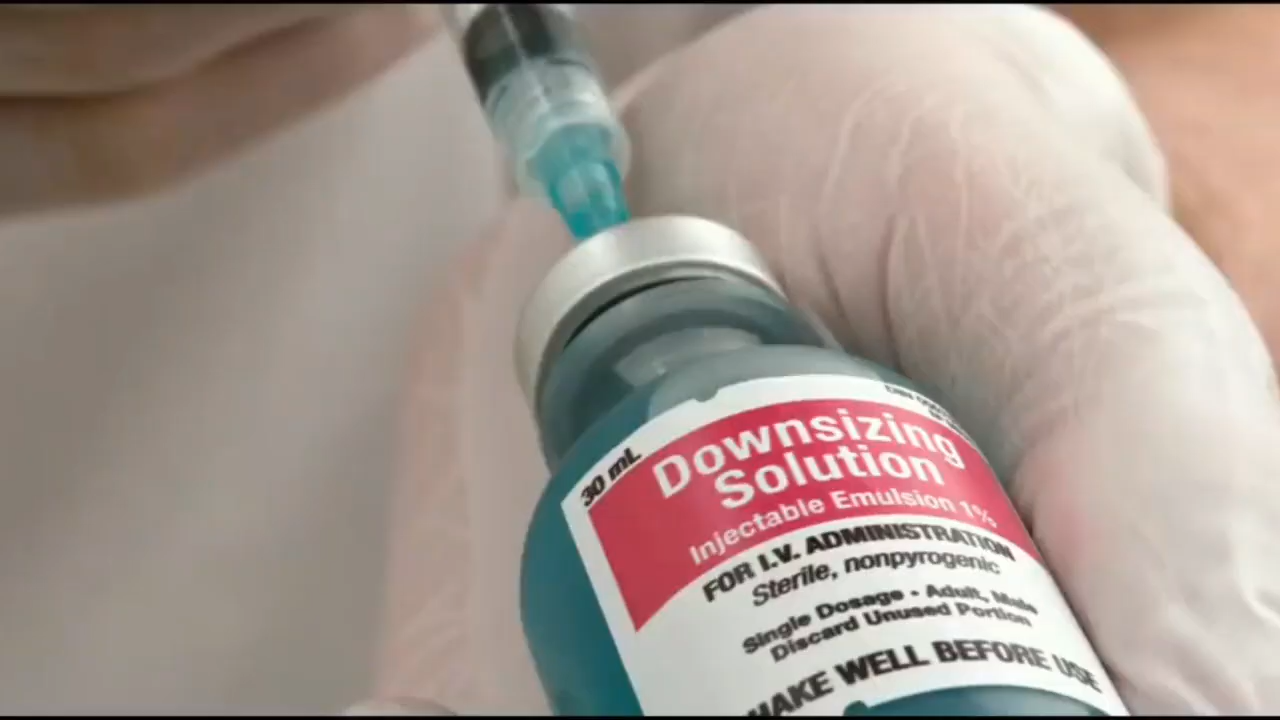 30 mL
Downsizing
Solution
Injectable Emulsion 1%
FOR I.V. ADMINISTRATION
Sterile, nonpyrogenic
Single Dosage - Adult, Male
Discard Unused Portion
HAKE WELL BEFORE USE